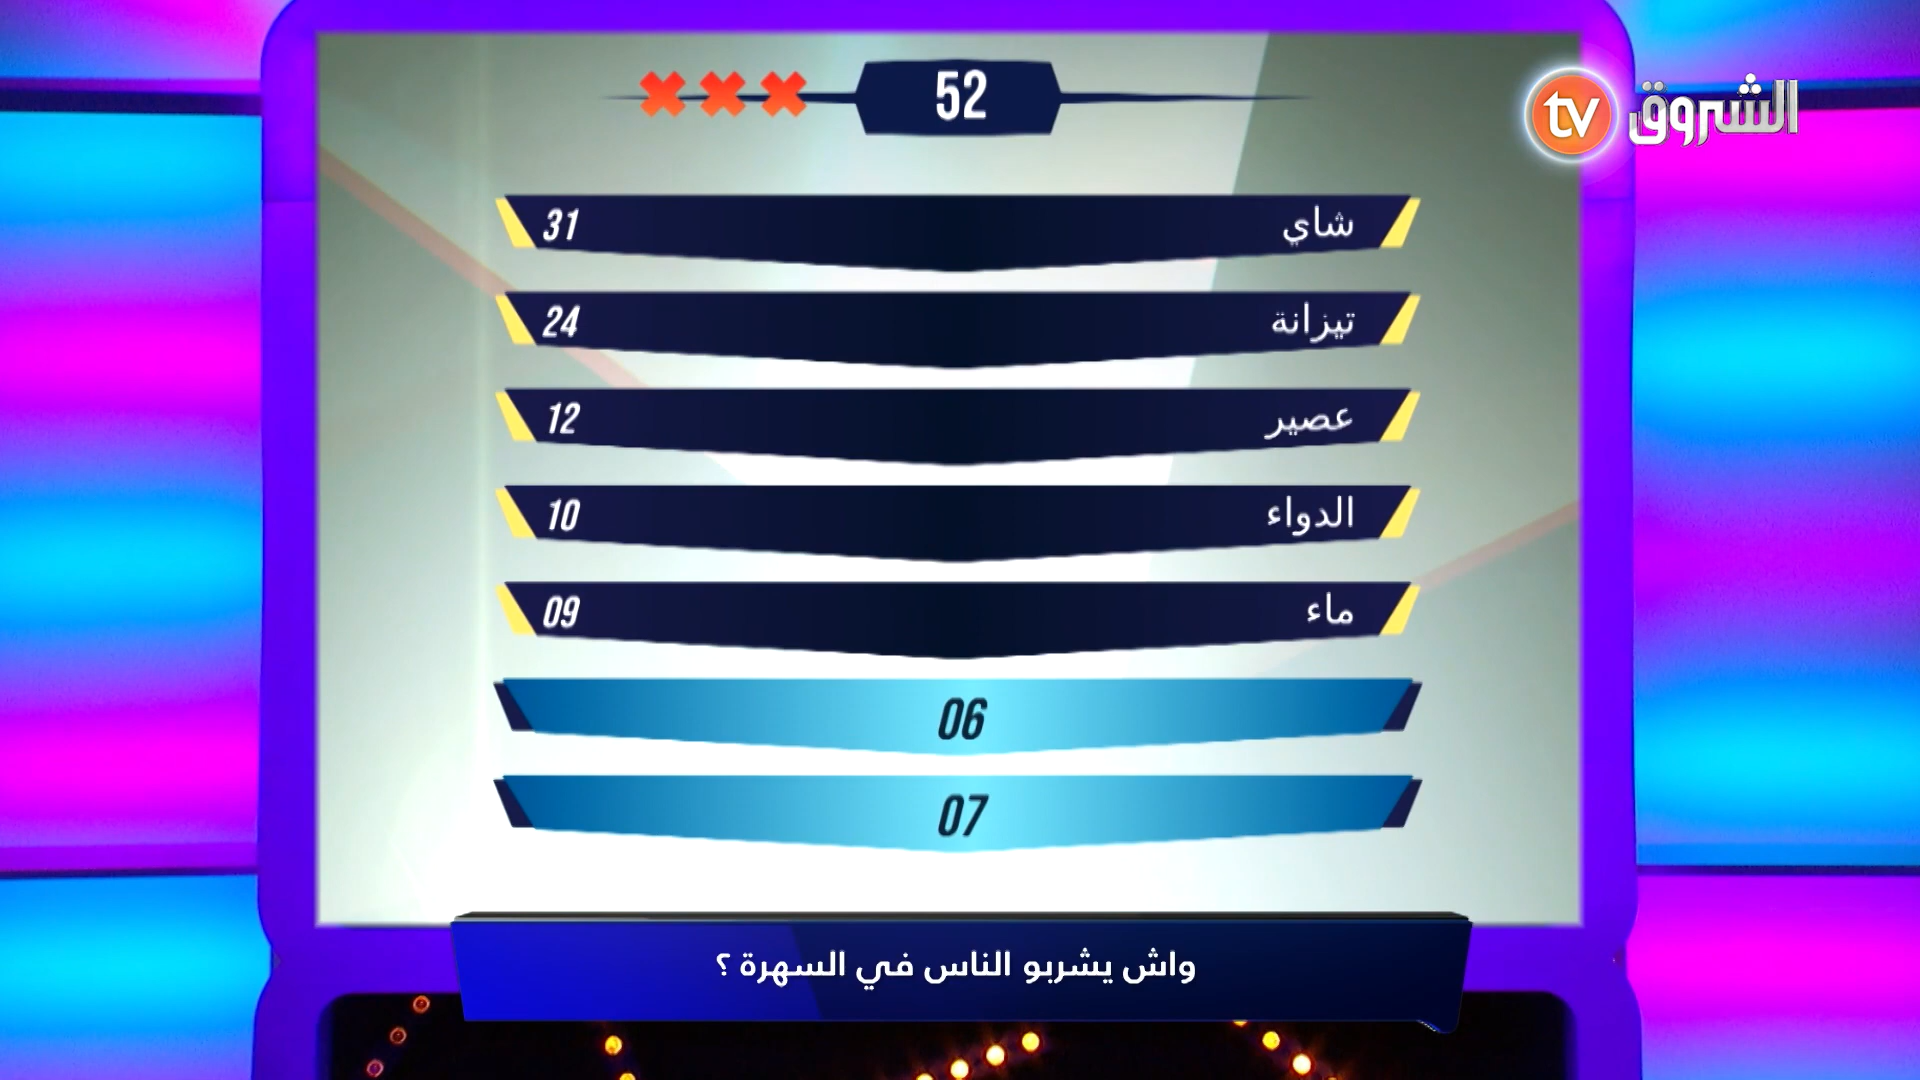 52
tv الشروق
شاي 31
تيزانة 24
عصير 12
الدواء 10
ماء 09
06
07
واش يشربو الناس في السهرة ؟